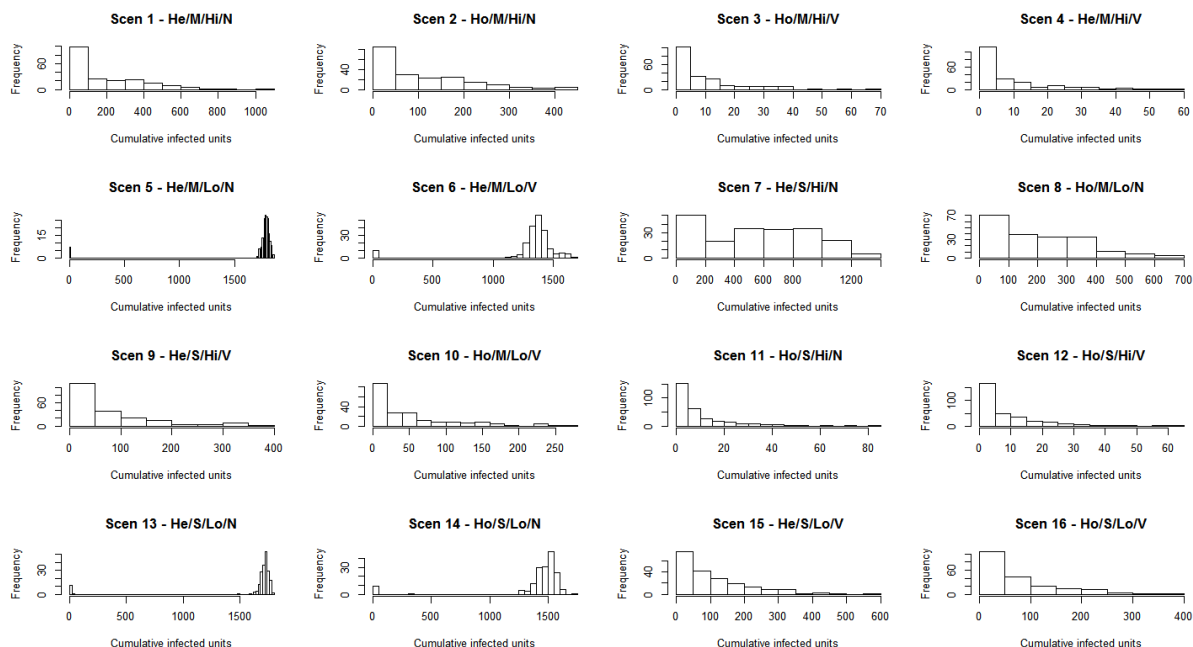 Scen 1 - He/M/Hi/N
Frequency
0 60
0 200 400 600 800 1000
Cumulative infected units
Scen 2 - Ho/M/Hi/N
Frequency
0 40
0 100 200 300 400
Cumulative infected units
Scen 3 - Ho/M/Hi/V
Frequency
0 60
0 10 20 30 40 50 60 70
Cumulative infected units
Scen 4 - He/M/Hi/V
Frequency
0 60
0 10 20 30 40 50 60
Cumulative infected units
Scen 5 - He/M/Lo/N
Frequency
0 15
0 500 1000 1500
Cumulative infected units
Scen 6 - He/M/Lo/V
Frequency
0 30
0 500 1000 1500
Cumulative infected units
Scen 7 - He/S/Hi/N
Frequency
0 30
0 200 400 600 800 1200
Cumulative infected units
Scen 8 - Ho/M/Lo/N
Frequency
0 30 70
0 100 200 300 400 500 600 700
Cumulative infected units
Scen 9 - He/S/Hi/V
Frequency
0 60
0 100 200 300 400
Cumulative infected units
Scen 10 - Ho/M/Lo/V
Frequency
0 40
0 50 100 150 200 250
Cumulative infected units
Scen 11 - Ho/S/Hi/N
Frequency
0 100
0 20 40 60 80
Cumulative infected units
Scen 12 - Ho/S/Hi/V
Frequency
0 100
0 10 20 30 40 50 60
Cumulative infected units
Scen 13 - He/S/Lo/N
Frequency
0 30
0 500 1000 1500
Cumulative infected units
Scen 14 - Ho/S/Lo/N
Frequency
0 30
0 500 1000 1500
Cumulative infected units
Scen 15 - He/S/Lo/V
Frequency
0 40
0 100 200 300 400 500 600
Cumulative infected units
Scen 16 - Ho/S/Lo/V
Frequency
0 60
0 100 200 300 400
Cumulative infected units